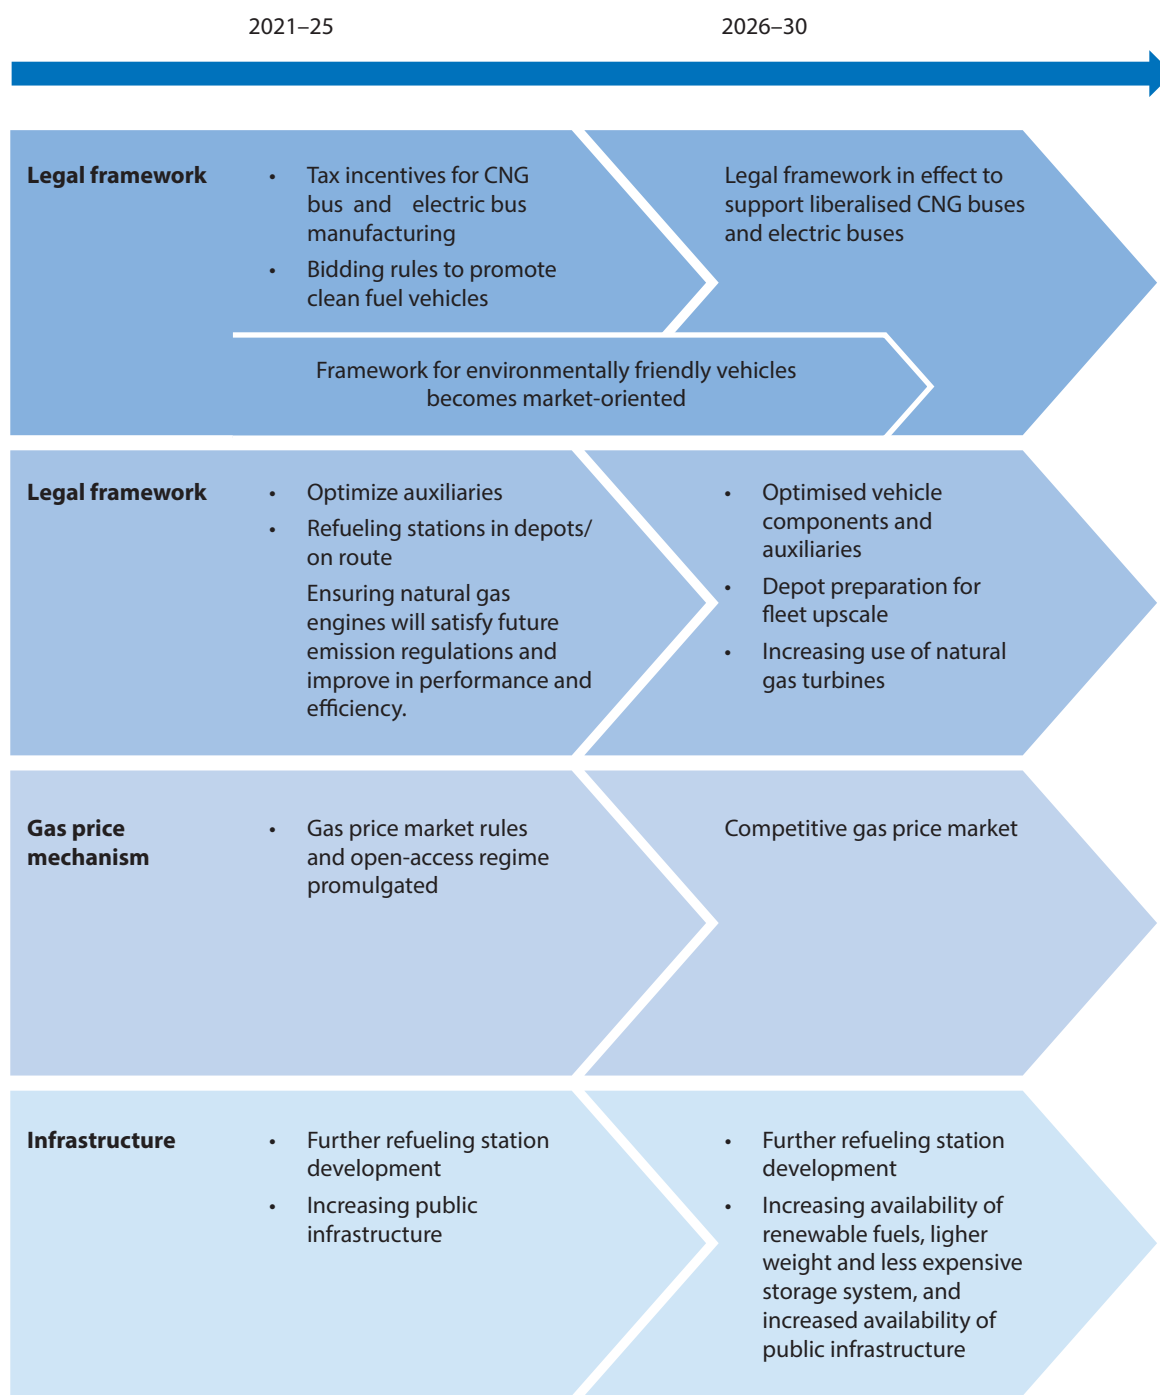 2021–25
2026–30
Legal framework
• Tax incentives for CNG
bus and electric bus
manufacturing
• Bidding rules to promote
clean fuel vehicles
Legal framework in effect to
support liberalised CNG buses
and electric buses
Framework for environmentally friendly vehicles
becomes market-oriented
Legal framework
• Optimize auxiliaries
• Refueling stations in depots/
on route
Ensuring natural gas
engines will satisfy future
emission regulations and
improve in performance and
efficiency.
• Optimised vehicle
components and
auxiliaries
• Depot preparation for
fleet upscale
• Increasing use of natural
gas turbines
Gas price
mechanism
• Gas price market rules
and open-access regime
promulgated
Competitive gas price market
Infrastructure
• Further refueling station
development
• Increasing public
infrastructure
• Further refueling station
development
• Increasing availability of
renewable fuels, ligher
weight and less expensive
storage system, and
increased availability of
public infrastructure